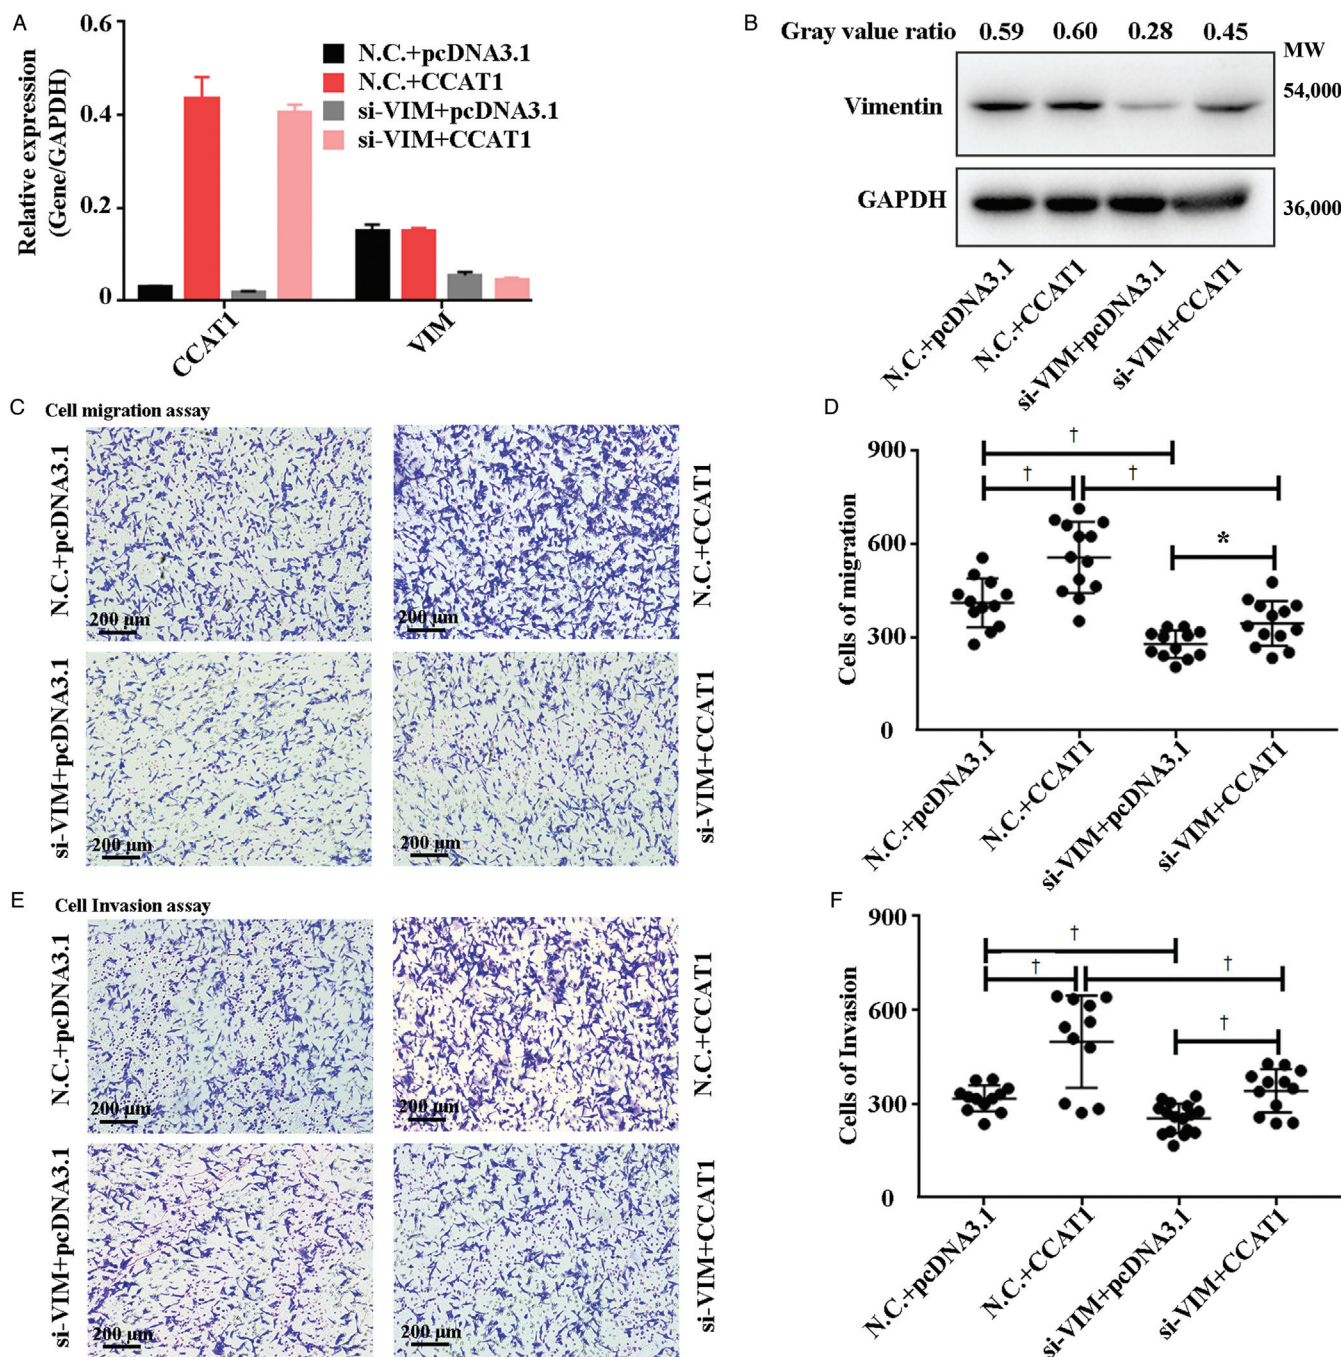 A
0.6
0.4
0.2
0
Relative expression
(Gene/GAPDH)
N.C.+pcDNA3.1
N.C.+CCAT1
si-VIM+pcDNA3.1
si-VIM+CCAT1
CCAT1
VIM
B
Gray value ratio 0.59 0.60 0.28 0.45
MW
Vimentin
54,000
GAPDH
36,000
N.C.+pcDNA3.1
N.C.+CCAT1
si-VIM+pcDNA3.1
si-VIM+CCAT1
C Cell migration assay
N.C.+pcDNA3.1
200 µm
N.C.+CCAT1
200 µm
si-VIM+pcDNA3.1
200 µm
si-VIM+CCAT1
200 µm
D
900
600
300
0
Cells of migration
†
† †
*
N.C.+pcDNA3.1
N.C.+CCAT1
si-VIM+pcDNA3.1
si-VIM+CCAT1
E Cell Invasion assay
N.C.+pcDNA3.1
200 µm
N.C.+CCAT1
200 µm
si-VIM+pcDNA3.1
200 µm
si-VIM+CCAT1
200 µm
F
900
600
300
0
Cells of Invasion
†
† †
†
N.C.+pcDNA3.1
N.C.+CCAT1
si-VIM+pcDNA3.1
si-VIM+CCAT1